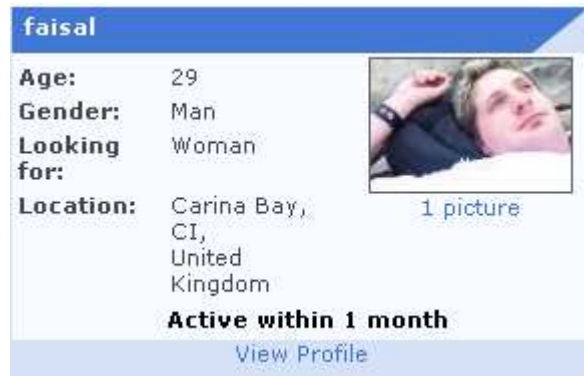 faisal
Age: 29
Gender: Man
Looking for: Woman
Location: Carina Bay,
CI,
United
Kingdom
1 picture
Active within 1 month
View Profile